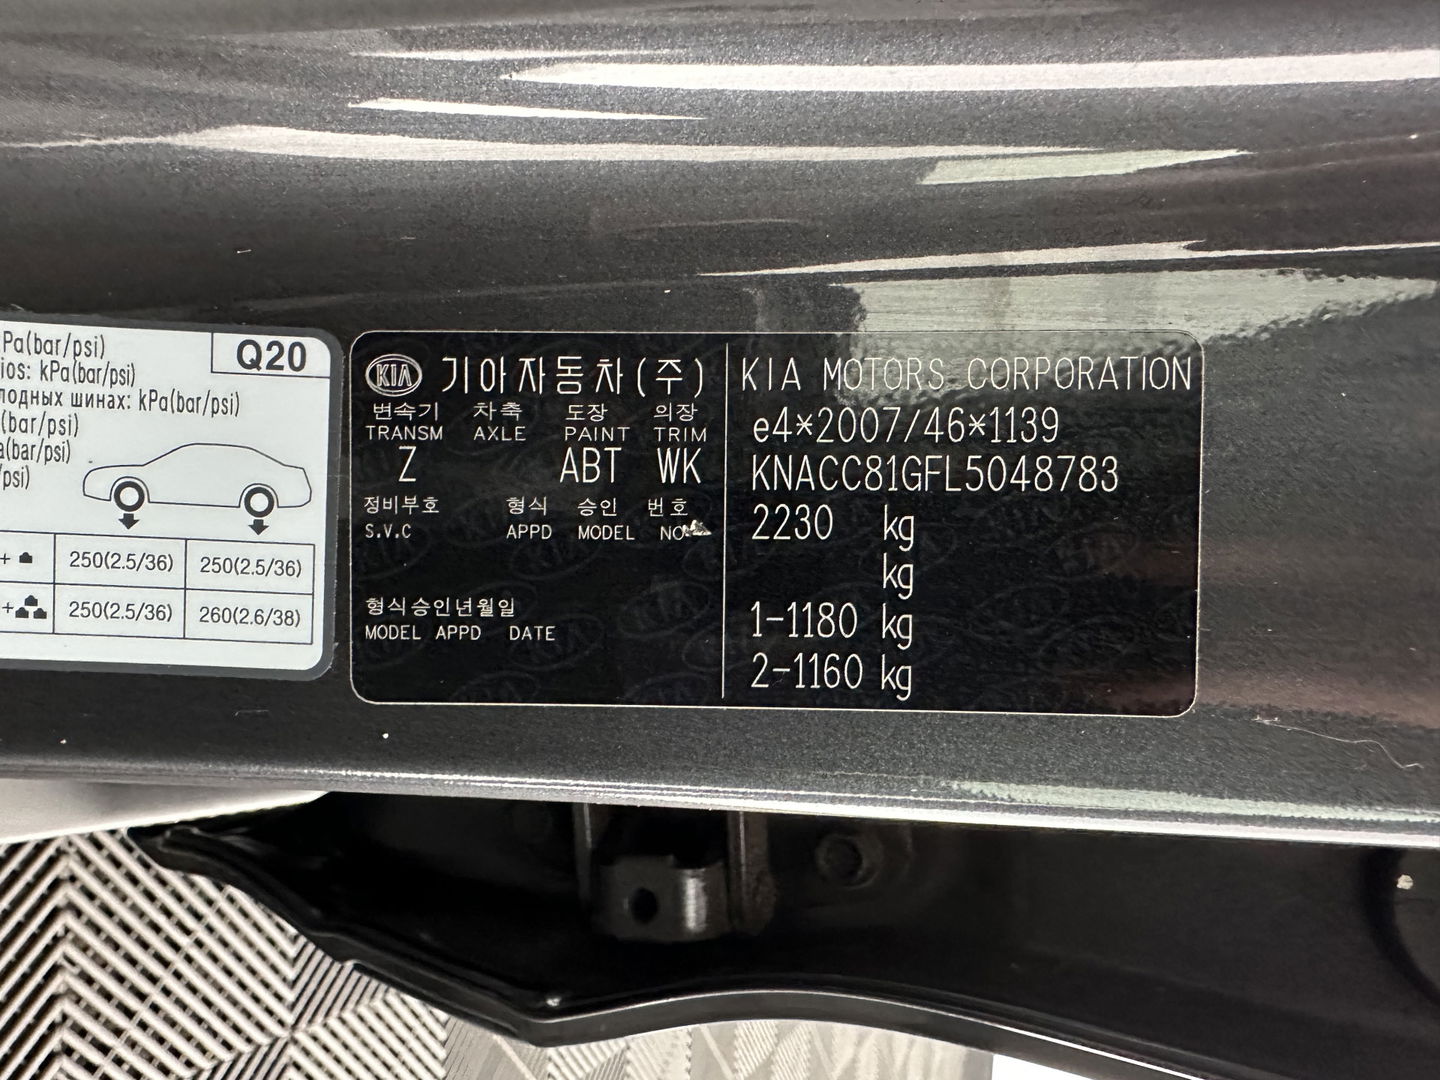 Pa(bar/psi)
Q20
ios: kPa(bar/psi)
лодных шинах: kPa(bar/psi)
(bar/psi)
a(bar/psi)
/psi)
+ 250(2.5/36) 250(2.5/36)
+ 250(2.5/36) 260(2.6/38)
KIA 기아자동차(주)
변속기 차축 도장 의장
TRANSM AXLE PAINT TRIM
Z ABT WK
정비부호 형식 승인 번호
S.V.C APPD MODEL NO
형식승인년월일
MODEL APPD DATE
KIA MOTORS CORPORATION
e4*2007/46*1139
KNACC81GFL5048783
2230 kg
kg
1-1180 kg
2-1160 kg